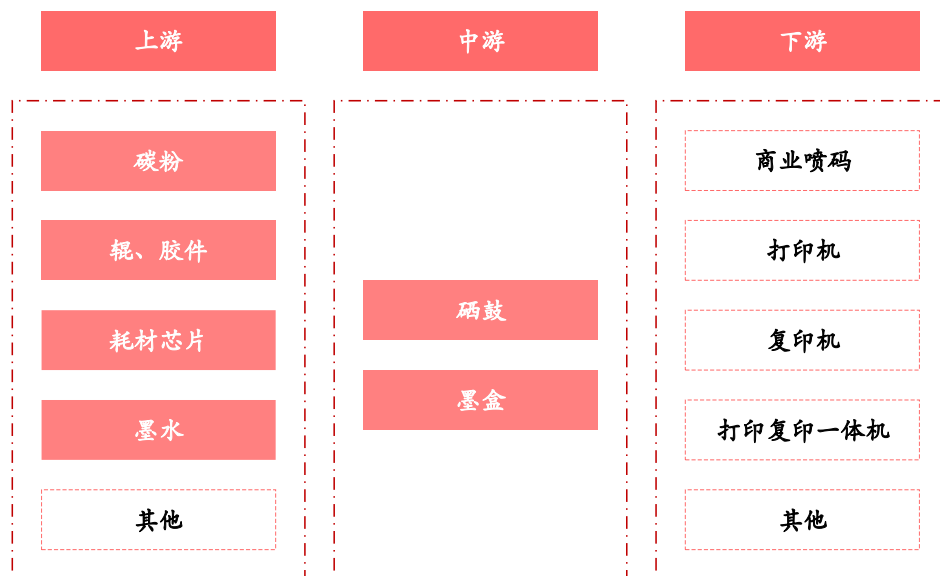 上游
中游
下游
碳粉
辊、胶件
耗材芯片
墨水
其他
硒鼓
墨盒
商业喷码
打印机
复印机
打印复印一体机
其他